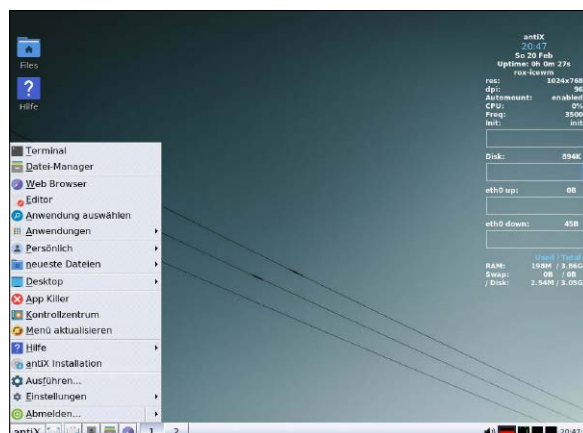 Files
Hilfe
antiX
20:47
So 20 Feb
Uptime: 0h 0m 27s
rox-icewm
res: 1024x768
dpi: 96
Automount: enabled
CPU: 0%
Freq: 3500
Init: init
Disk: 894K
eth0 up: 0B
eth0 down: 45B
Used / Total
RAM: 198M / 3.86G
Swap: 0B / 0B
/ Disk: 2.54M / 3.05G
Terminal
Datei-Manager
Web Browser
Editor
Anwendung auswählen
Anwendungen
Persönlich
neueste Dateien
Desktop
App Killer
Kontrollzentrum
Menü aktualisieren
Hilfe
antiX Installation
Ausführen...
Einstellungen
Abmelden...
antiX 1 2 20:47